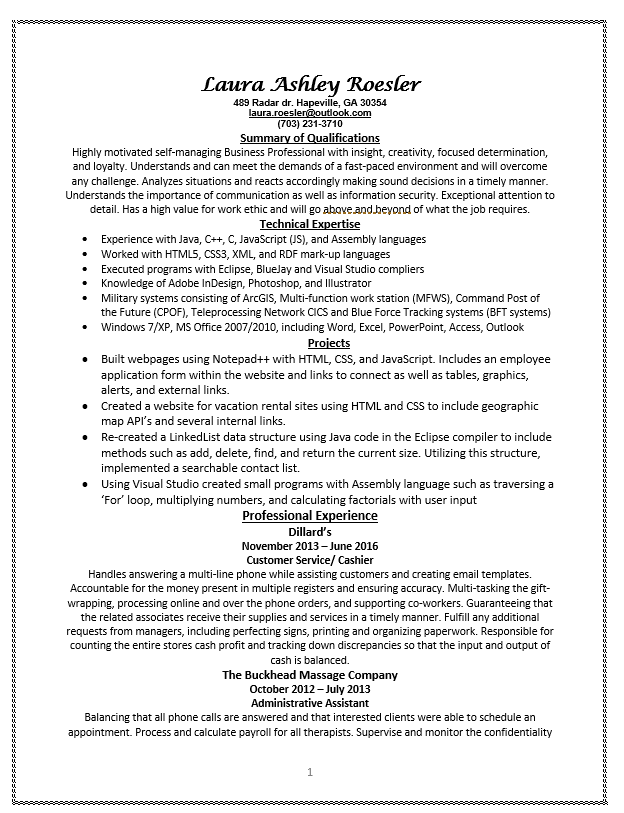 Laura Ashley Roesler
489 Radar dr. Hapeville, GA 30354
laura.roesler@outlook.com
(703) 231-3710
Summary of Qualifications
Highly motivated self-managing Business Professional with insight, creativity, focused determination,
and loyalty. Understands and can meet the demands of a fast-paced environment and will overcome
any challenge. Analyzes situations and reacts accordingly making sound decisions in a timely manner.
Understands the importance of communication as well as information security. Exceptional attention to
detail. Has a high value for work ethic and will go above and beyond of what the job requires.
Technical Expertise
• Experience with Java, C++, C, JavaScript (JS), and Assembly languages
• Worked with HTML5, CSS3, XML, and RDF mark-up languages
• Executed programs with Eclipse, BlueJay and Visual Studio compliers
• Knowledge of Adobe InDesign, Photoshop, and Illustrator
• Military systems consisting of ArcGIS, Multi-function work station (MFWS), Command Post of
the Future (CPOF), Teleprocessing Network CICS and Blue Force Tracking systems (BFT systems)
• Windows 7/XP, MS Office 2007/2010, including Word, Excel, PowerPoint, Access, Outlook
Projects
• Built webpages using Notepad++ with HTML, CSS, and JavaScript. Includes an employee
application form within the website and links to connect as well as tables, graphics,
alerts, and external links.
• Created a website for vacation rental sites using HTML and CSS to include geographic
map API's and several internal links.
• Re-created a LinkedList data structure using Java code in the Eclipse compiler to include
methods such as add, delete, find, and return the current size. Utilizing this structure,
implemented a searchable contact list.
• Using Visual Studio created small programs with Assembly language such as traversing a
'For' loop, multiplying numbers, and calculating factorials with user input
Professional Experience
Dillard's
November 2013 – June 2016
Customer Service/ Cashier
Handles answering a multi-line phone while assisting customers and creating email templates.
Accountable for the money present in multiple registers and ensuring accuracy. Multi-tasking the gift-
wrapping, processing online and over the phone orders, and supporting co-workers. Guaranteeing that
the related associates receive their supplies and services in a timely manner. Fulfill any additional
requests from managers, including perfecting signs, printing and organizing paperwork. Responsible for
counting the entire stores cash profit and tracking down discrepancies so that the input and output of
cash is balanced.
The Buckhead Massage Company
October 2012 – July 2013
Administrative Assistant
Balancing that all phone calls are answered and that interested clients were able to schedule an
appointment. Process and calculate payroll for all therapists. Supervise and monitor the confidentiality
1